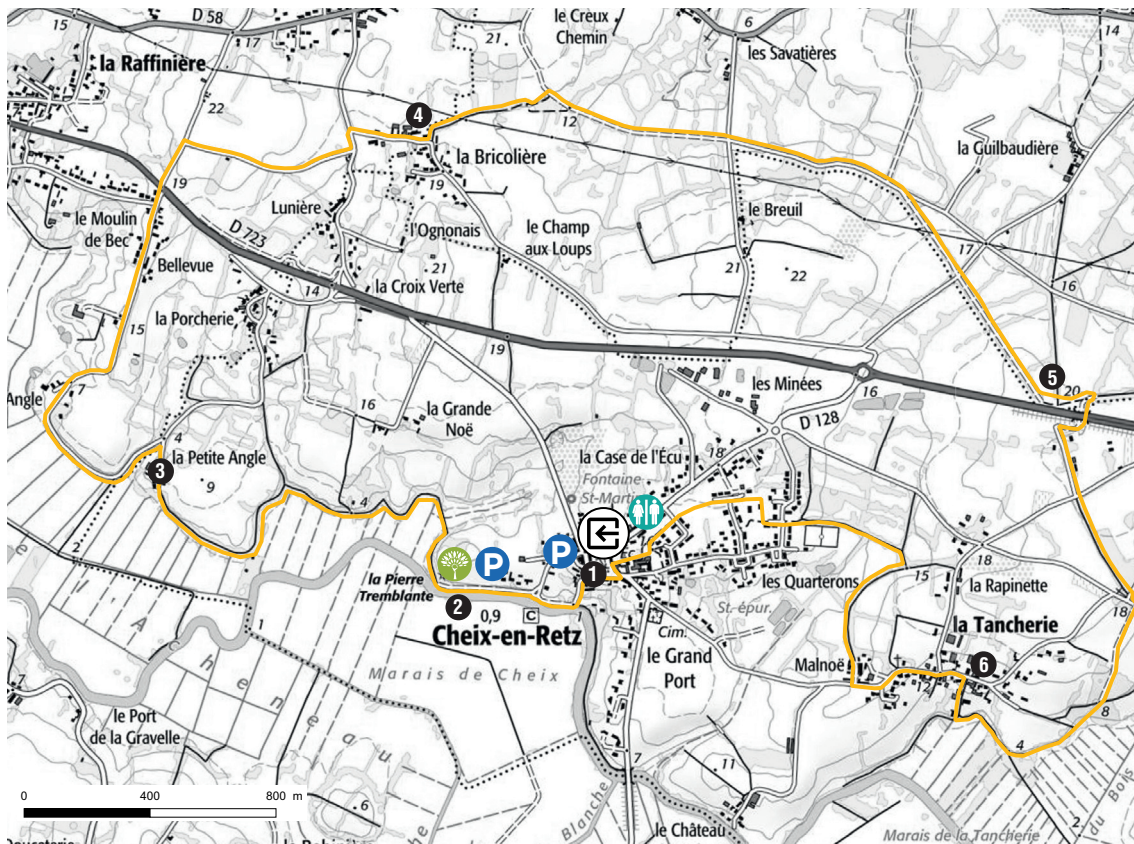 D 58
17
la Raffinière
22
21
le Creux
Chemin
6
les Savatières
14
4
12
la Bricolière
19
la Guilbaudière
19
le Moulin
de Bec
Lunière
D 723
l'Ognonais
le Champ
aux Loups
le Breuil
17
Bellevue
21
21
22
16
la Croix Verte
14
la Porcherie
15
19
5
20
les Minées
16
7
Angle
16
la Grande
Noë
D 128
4
la Petite Angle
3
9
la Case de l'Écu
18
Fontaine
St-Martin
4
P
P
2
1
18
les Quarterons
15
la Rapinette
la Pierre
Tremblante
2
0,9
C
1
18
Cheix-en-Retz
St. épur.
la Tancherie
1
Cim.
le Grand
Port
Malnoë
6
12
Marais de Cheix
Acheneau
7
le Port
de la Gravelle
8
4
7
11
0 400 800 m
6
Blanche
le Château
2
du Bois
Marais de la Tancherie